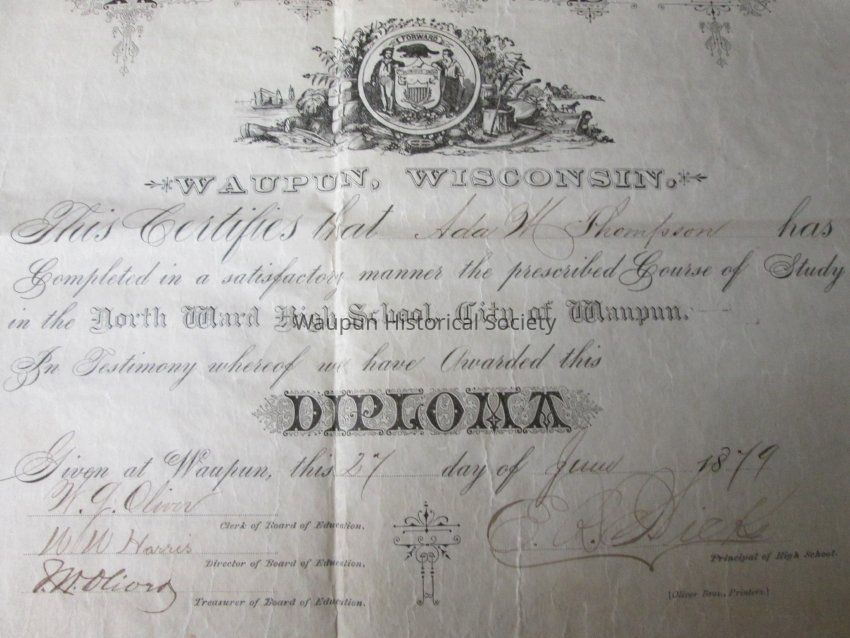 FORWARD
WAUPUN, WISCONSIN.
This Certifies that Ada M Thompson has
Completed in a satisfactory manner the prescribed Course of Study
in the North Ward High School, City of Waupun.
Waupun Historical Society
In Testimony whereof we have Awarded this
DIPLOMA
Given at Waupun, this 27 day of June 1879
W. J. Oliver
Clerk of Board of Education.
W W Harris
Director of Board of Education.
Treasurer of Board of Education.
E. R. Hicks
Principal of High School.
[Oliver Bros., Printers.]